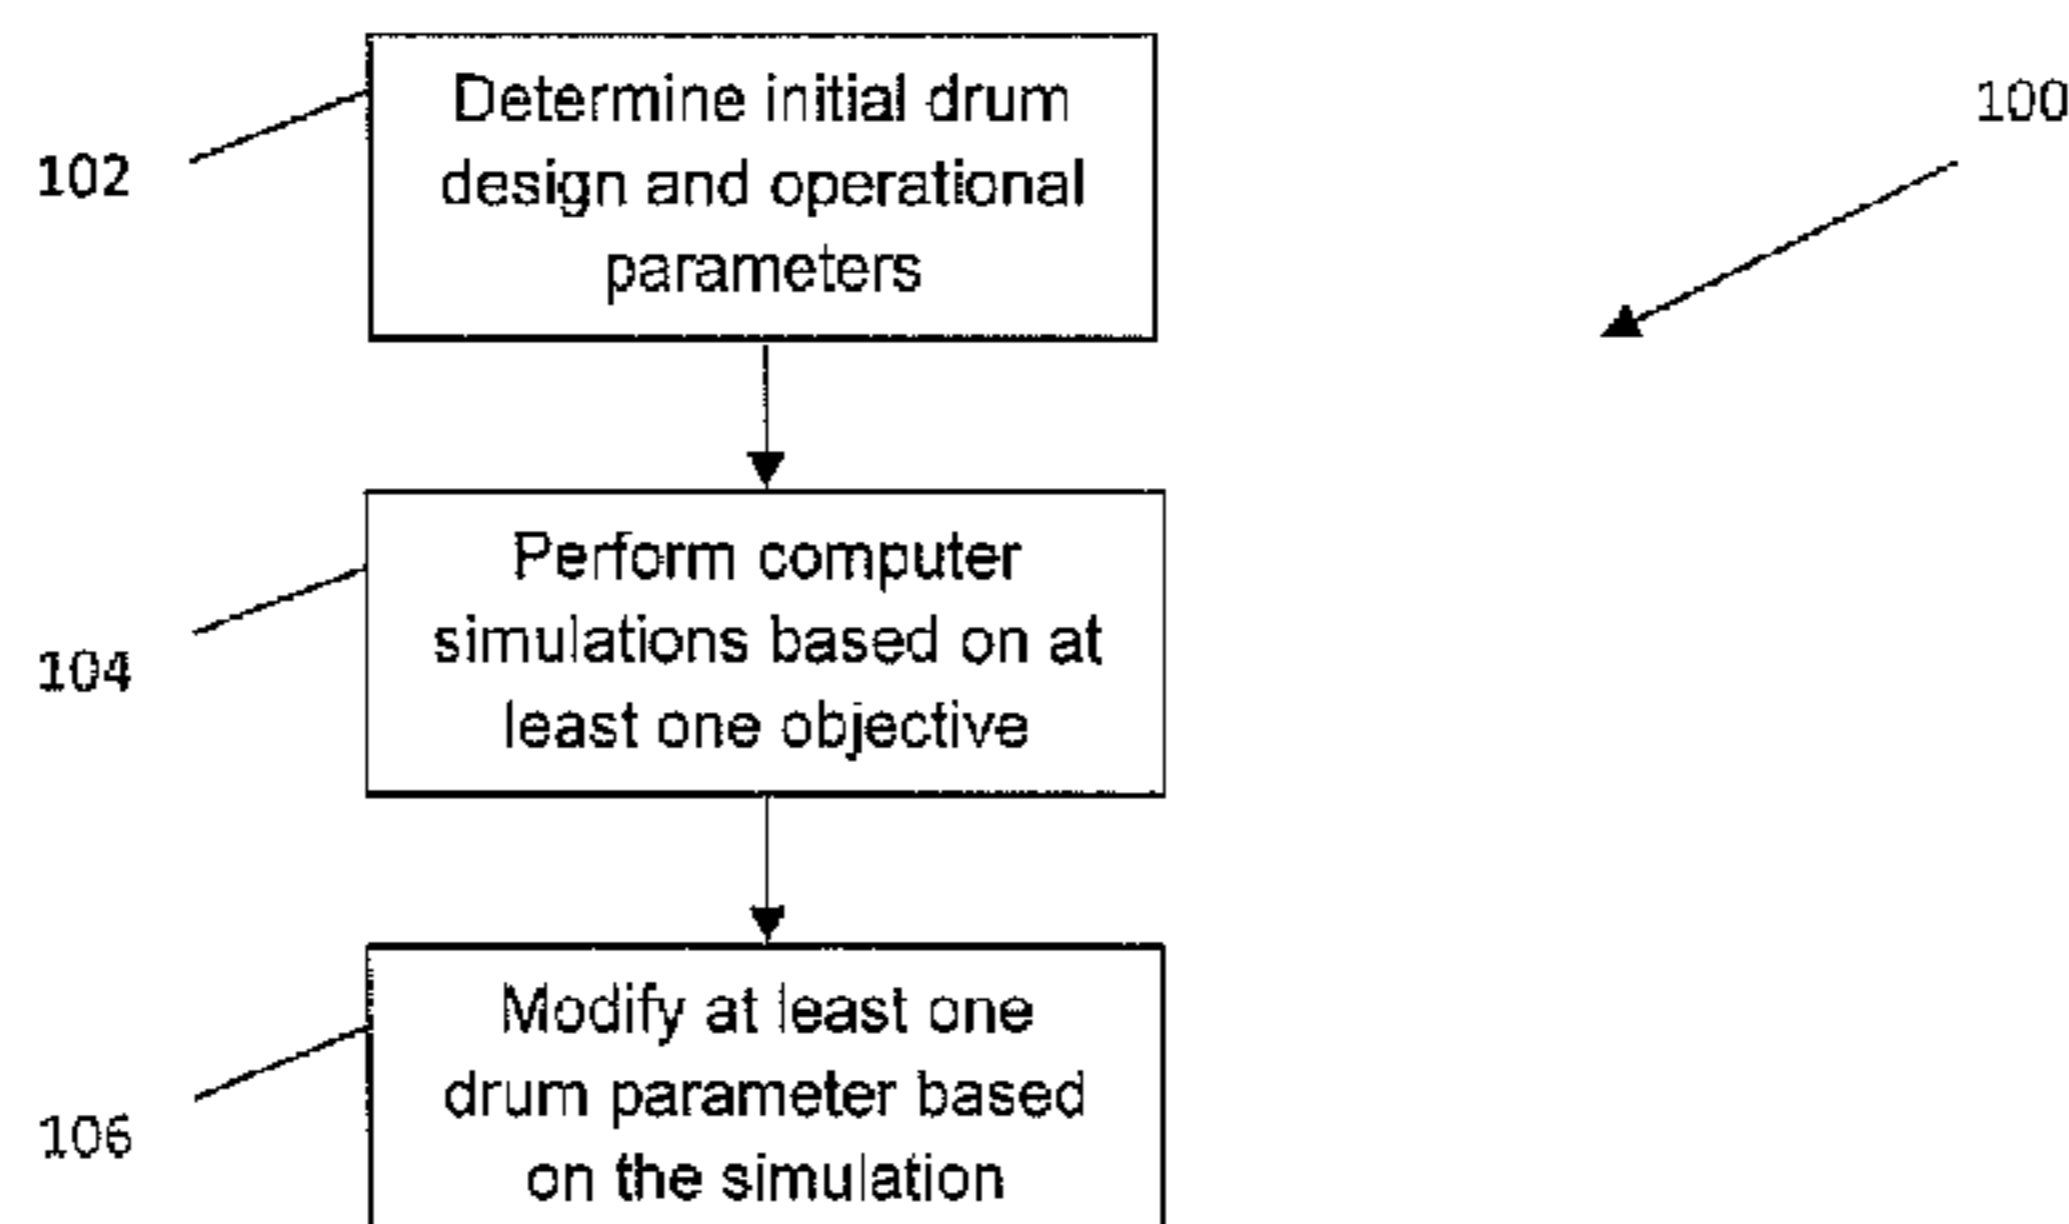 100
102
Determine initial drum
design and operational
parameters
104
Perform computer
simulations based on at
least one objective
106
Modify at least one
drum parameter based
on the simulation